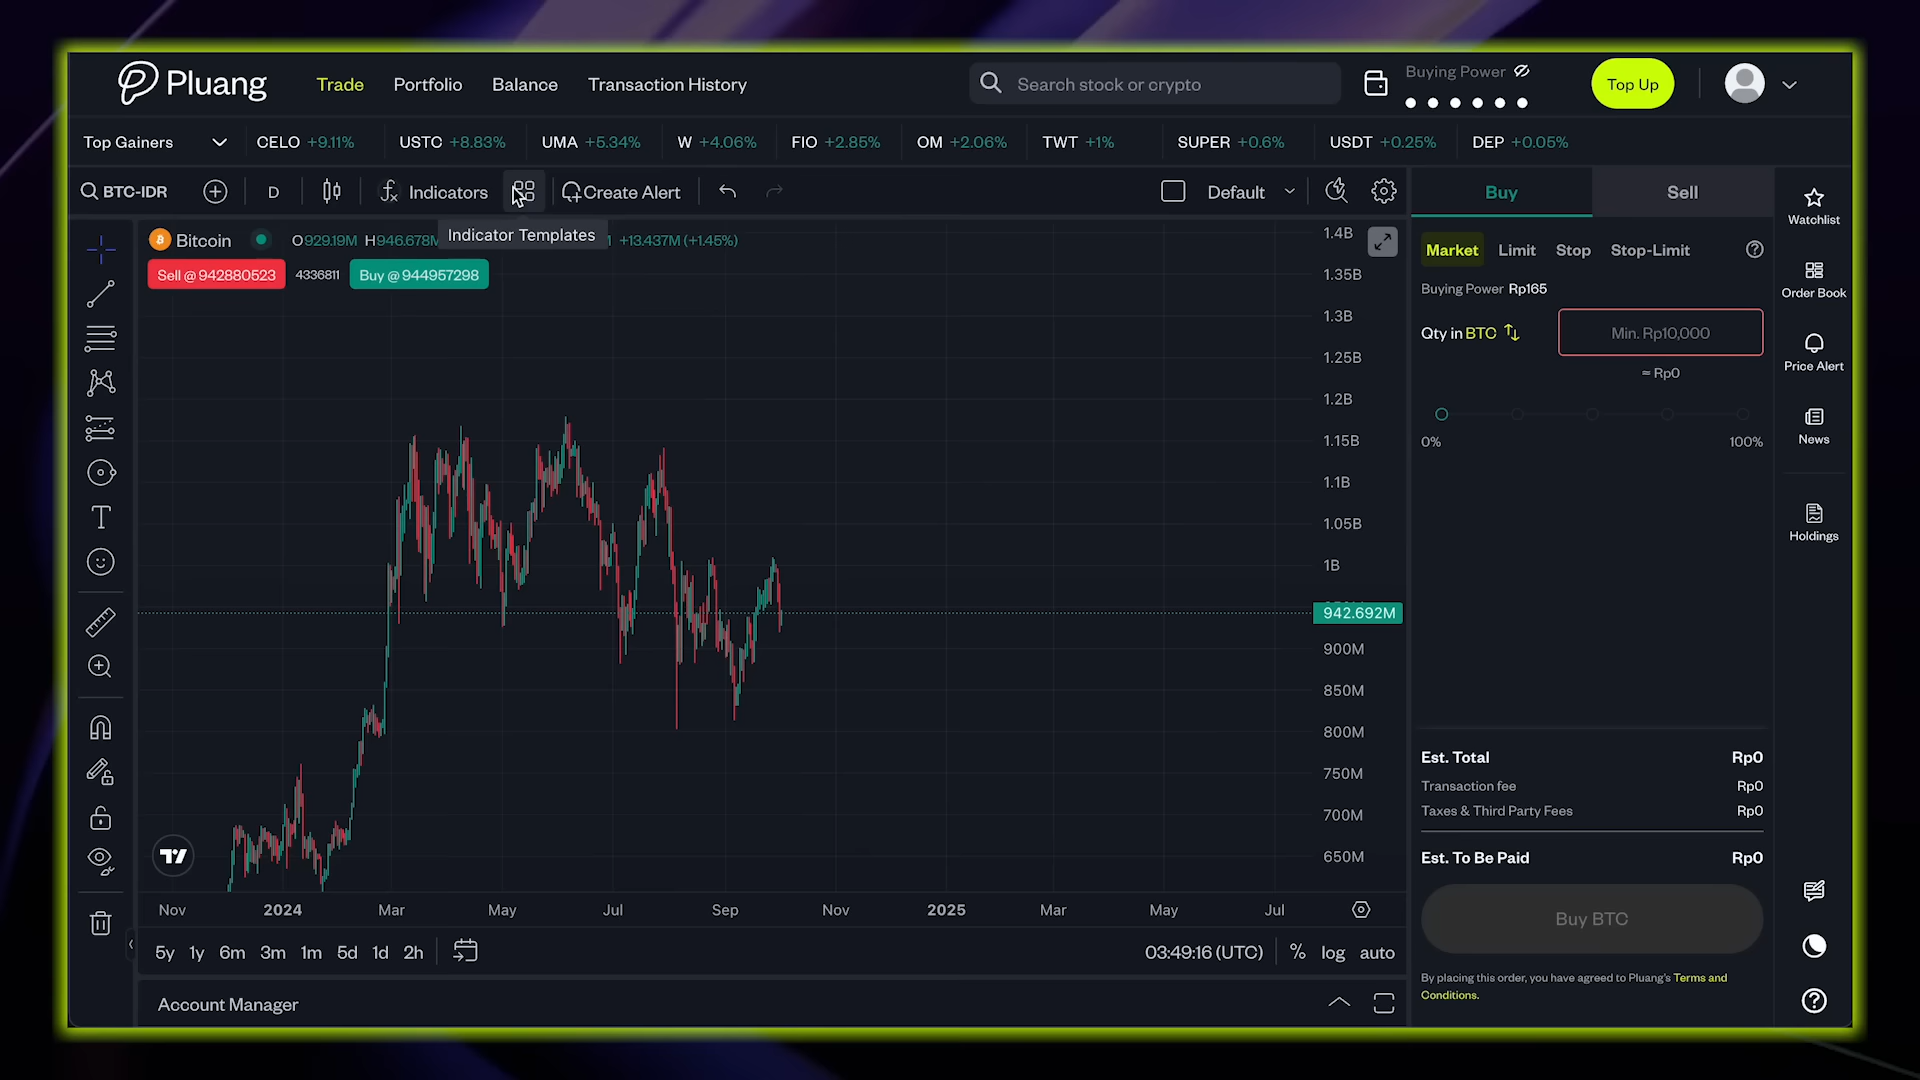 Pluang
Trade
Portfolio
Balance
Transaction History
Search stock or crypto
Buying Power
Top Up
Top Gainers
CELO +9.11%
USTC +8.83%
UMA +5.34%
W +4.06%
FIO +2.85%
OM +2.06%
TWT +1%
SUPER +0.6%
USDT +0.25%
DEP +0.05%
BTC-IDR
D
Indicators
Create Alert
Default
Buy
Sell
Watchlist
Bitcoin
O929.19M H946.678M
+13.437M (+1.45%)
Indicator Templates
Sell @ 942880523
4336811
Buy @ 944957298
1.4B
1.35B
1.3B
1.25B
1.2B
1.15B
1.1B
1.05B
1B
942.692M
900M
850M
800M
750M
700M
650M
Nov
2024
Mar
May
Jul
Sep
Nov
2025
Mar
May
Jul
5y 1y 6m 3m 1m 5d 1d 2h
03:49:16 (UTC)
%
log
auto
Account Manager
Market
Limit
Stop
Stop-Limit
Buying Power Rp165
Qty in BTC
Min. Rp10,000
≈ Rp0
0%
100%
Est. Total
Rp0
Transaction fee
Rp0
Taxes & Third Party Fees
Rp0
Est. To Be Paid
Rp0
Buy BTC
By placing this order, you have agreed to Pluang's Terms and
Conditions.
Order Book
Price Alert
News
Holdings